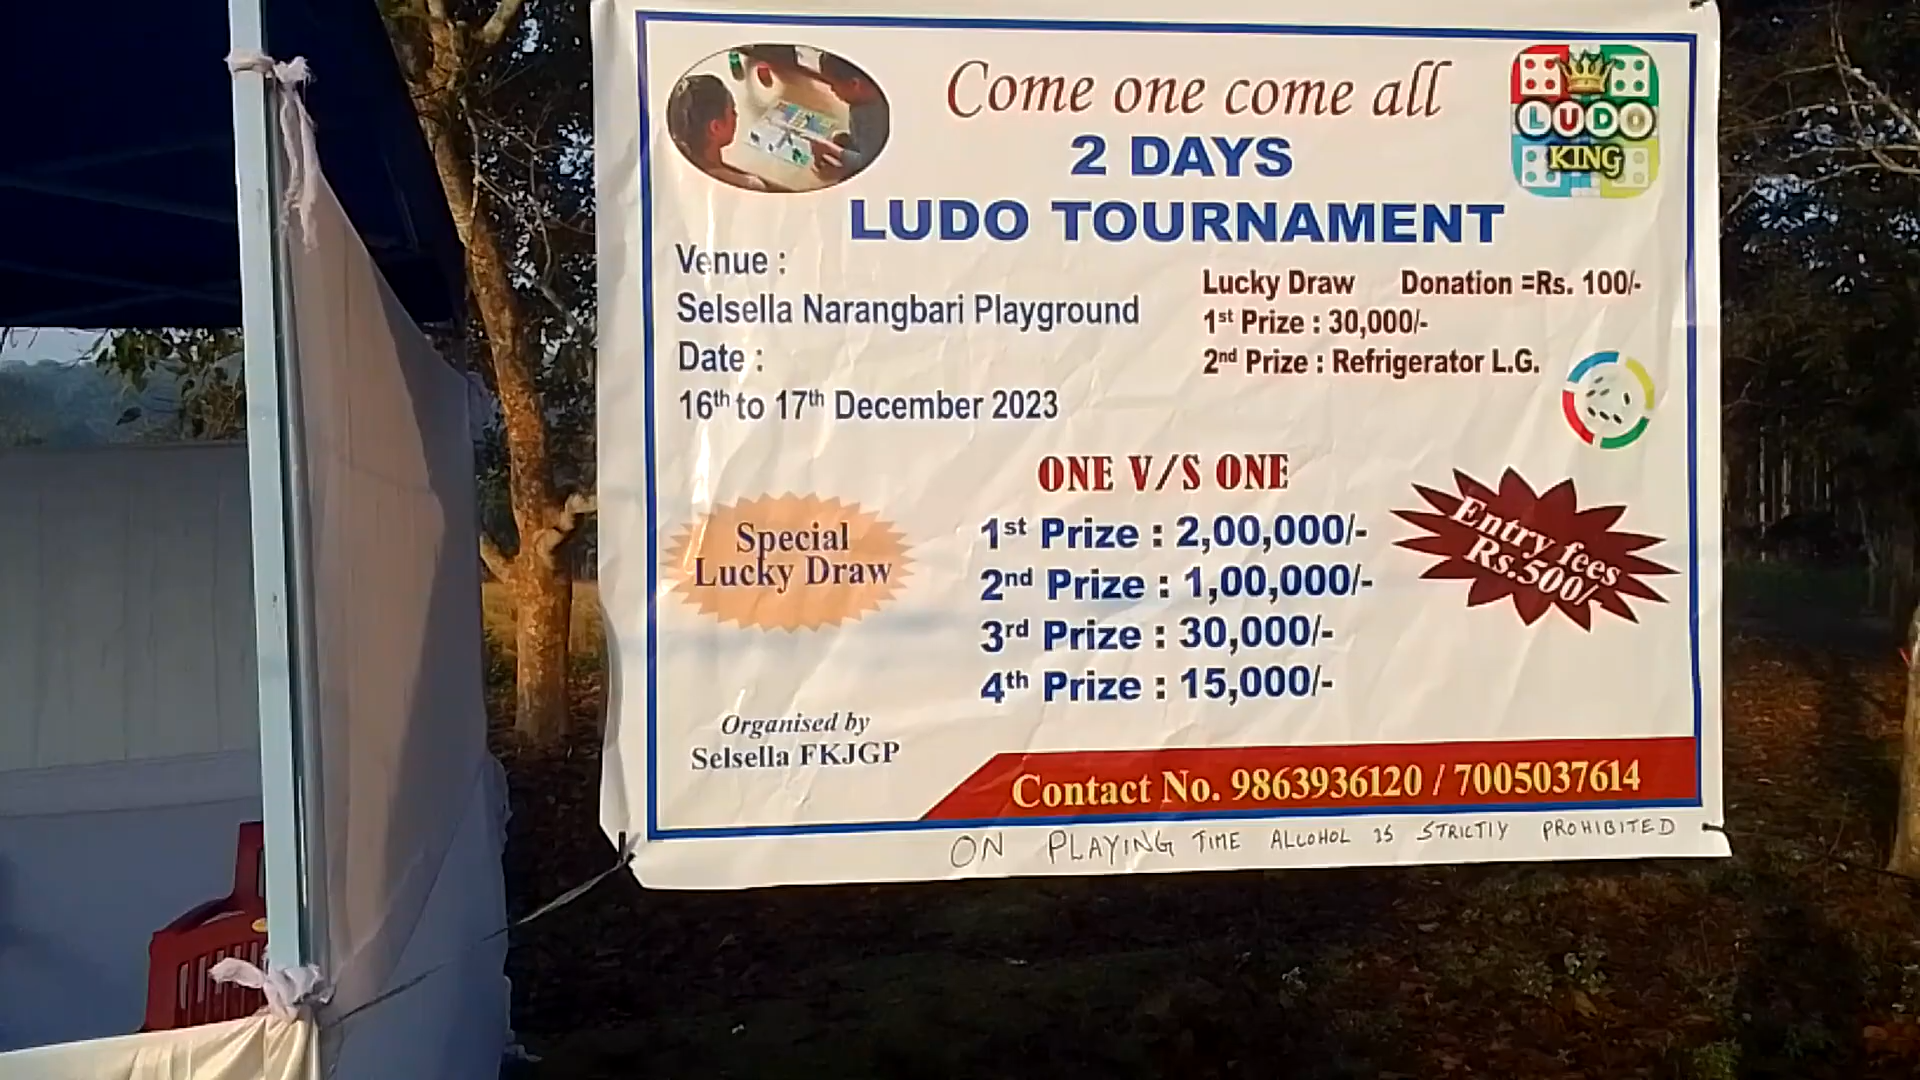 Come one come all
LUDO
KING
2 DAYS
LUDO TOURNAMENT
Venue :
Selsella Narangbari Playground
Date :
16th to 17th December 2023
Lucky Draw Donation =Rs. 100/-
1st Prize : 30,000/-
2nd Prize : Refrigerator L.G.
ONE V/S ONE
1st Prize : 2,00,000/-
2nd Prize : 1,00,000/-
3rd Prize : 30,000/-
4th Prize : 15,000/-
Special
Lucky Draw
Entry fees
Rs.500/-
Organised by
Selsella FKJGP
Contact No. 9863936120 / 7005037614
ON PLAYING TIME ALCOHOL IS STRICTLY PROHIBITED